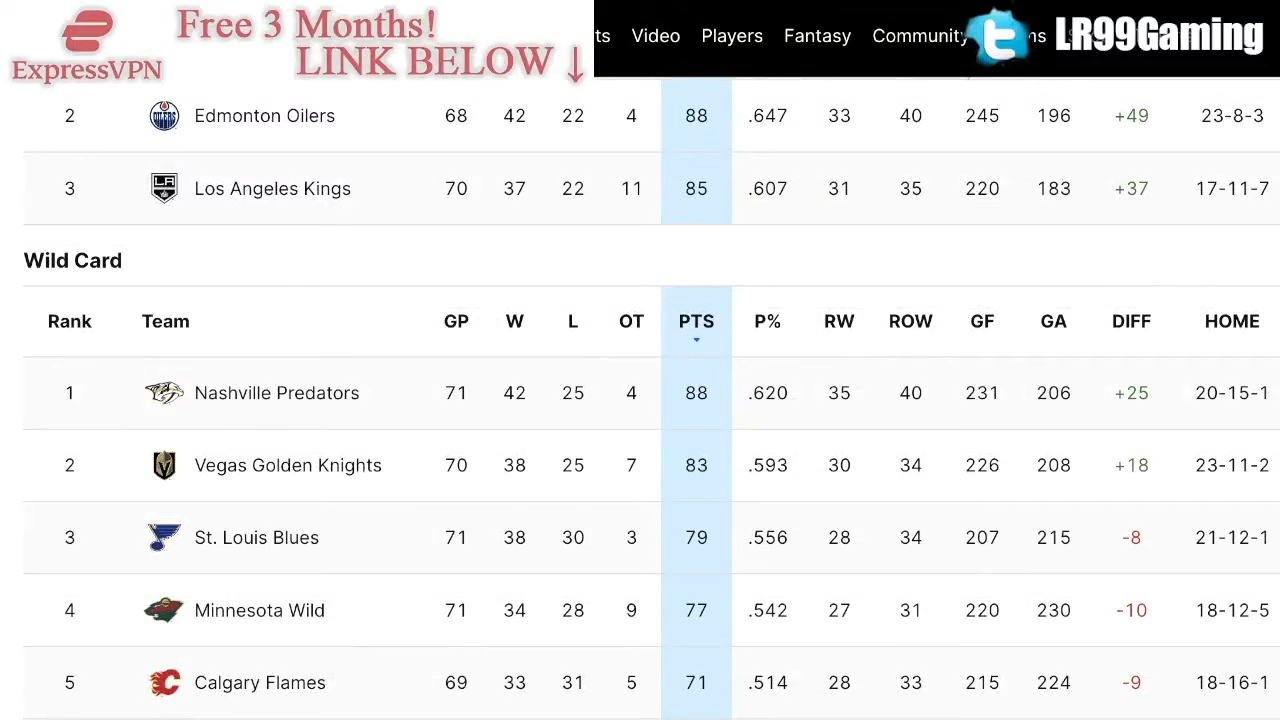 Free 3 Months!
ExpressVPN LINK BELOW ↓
ts Video Players Fantasy Community ms LR99Gaming
2 OILERS Edmonton Oilers 68 42 22 4 88 .647 33 40 245 196 +49 23-8-3
3 LA Los Angeles Kings 70 37 22 11 85 .607 31 35 220 183 +37 17-11-7
Wild Card
Rank Team GP W L OT PTS P% RW ROW GF GA DIFF HOME
1 Nashville Predators 71 42 25 4 88 .620 35 40 231 206 +25 20-15-1
2 Vegas Golden Knights 70 38 25 7 83 .593 30 34 226 208 +18 23-11-2
3 St. Louis Blues 71 38 30 3 79 .556 28 34 207 215 -8 21-12-1
4 Minnesota Wild 71 34 28 9 77 .542 27 31 220 230 -10 18-12-5
5 Calgary Flames 69 33 31 5 71 .514 28 33 215 224 -9 18-16-1